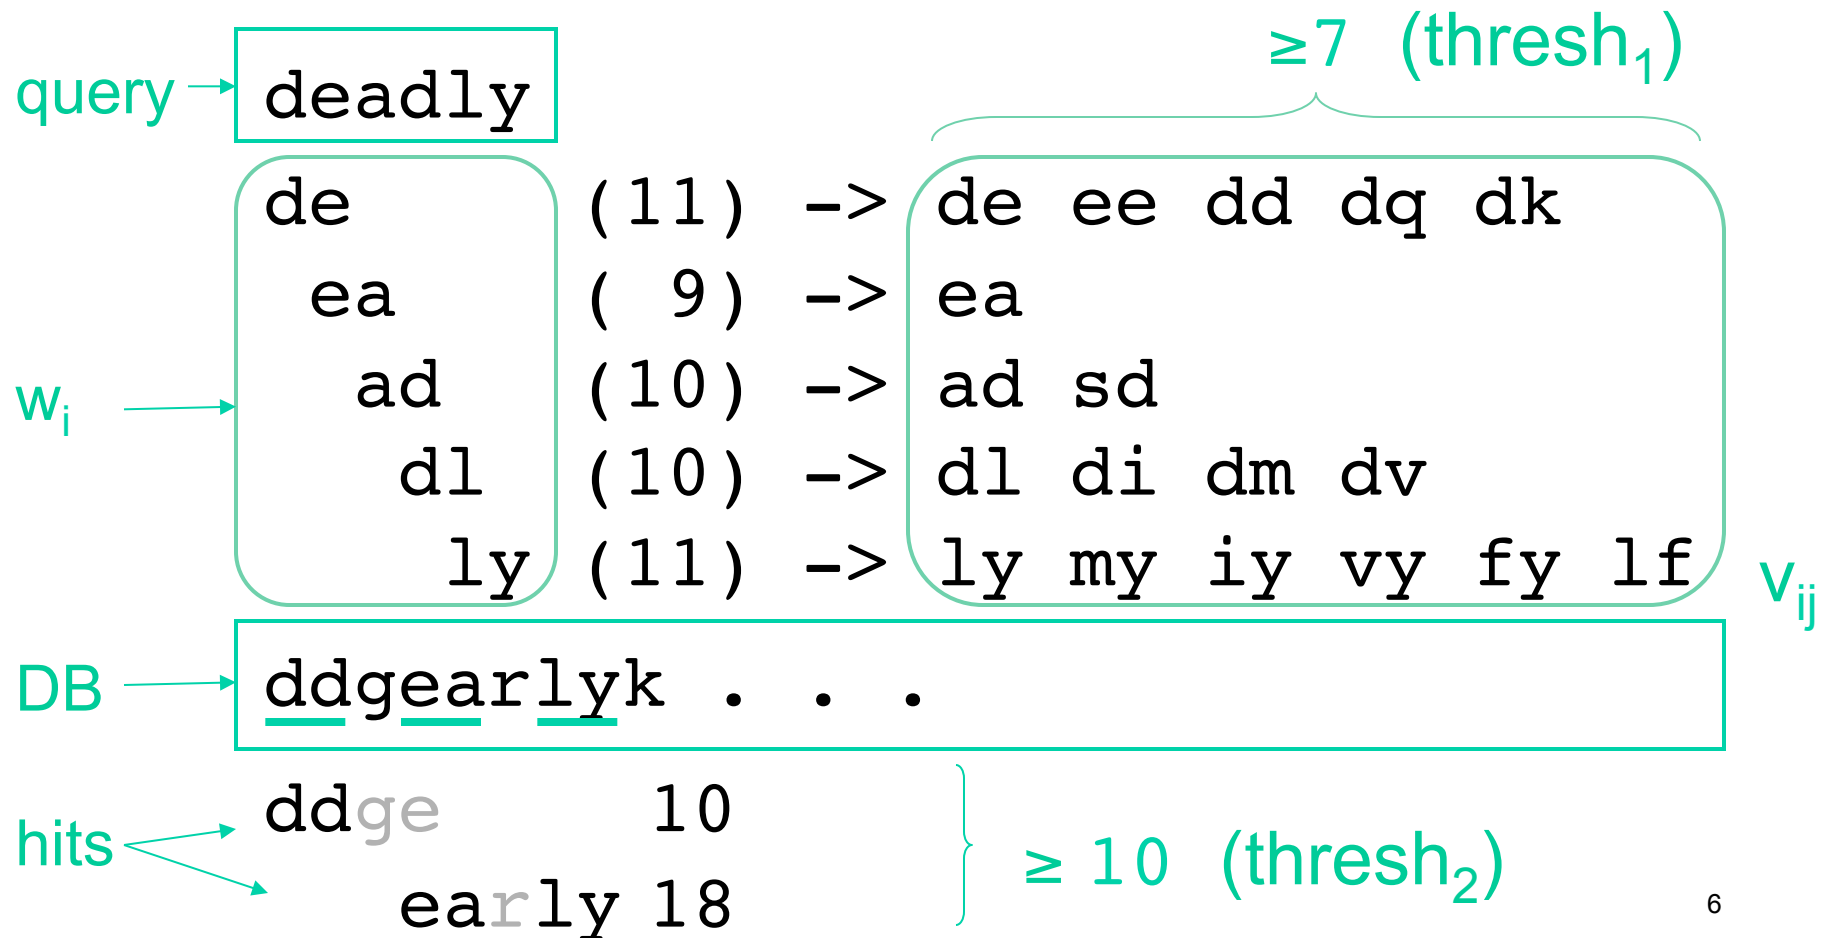 ≥7 (thresh1)
query deadly
de (11) -> de ee dd dq dk
ea ( 9) -> ea
wi ad (10) -> ad sd
dl (10) -> dl di dm dv
ly (11) -> ly my iy vy fy lf vij
DB ddgearlyk . . .
ddge 10
hits ≥ 10 (thresh2)
early 18
6